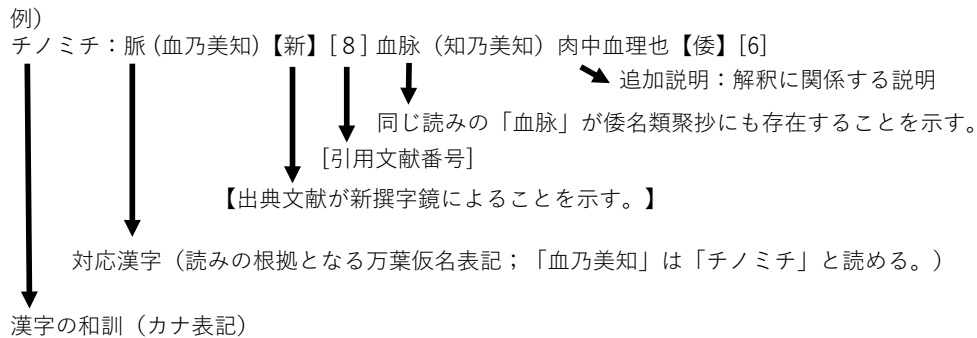 例）
チノミチ：脈 (血乃美知)【新】[８] 血脉（知乃美知）肉中血理也【倭】[6]
追加説明：解釈に関係する説明
同じ読みの「血脉」が倭名類聚抄にも存在することを示す。
[引用文献番号]
【出典文献が新撰字鏡によることを示す。】
対応漢字（読みの根拠となる万葉仮名表記；「血乃美知」は「チノミチ」と読める。）
漢字の和訓（カナ表記）